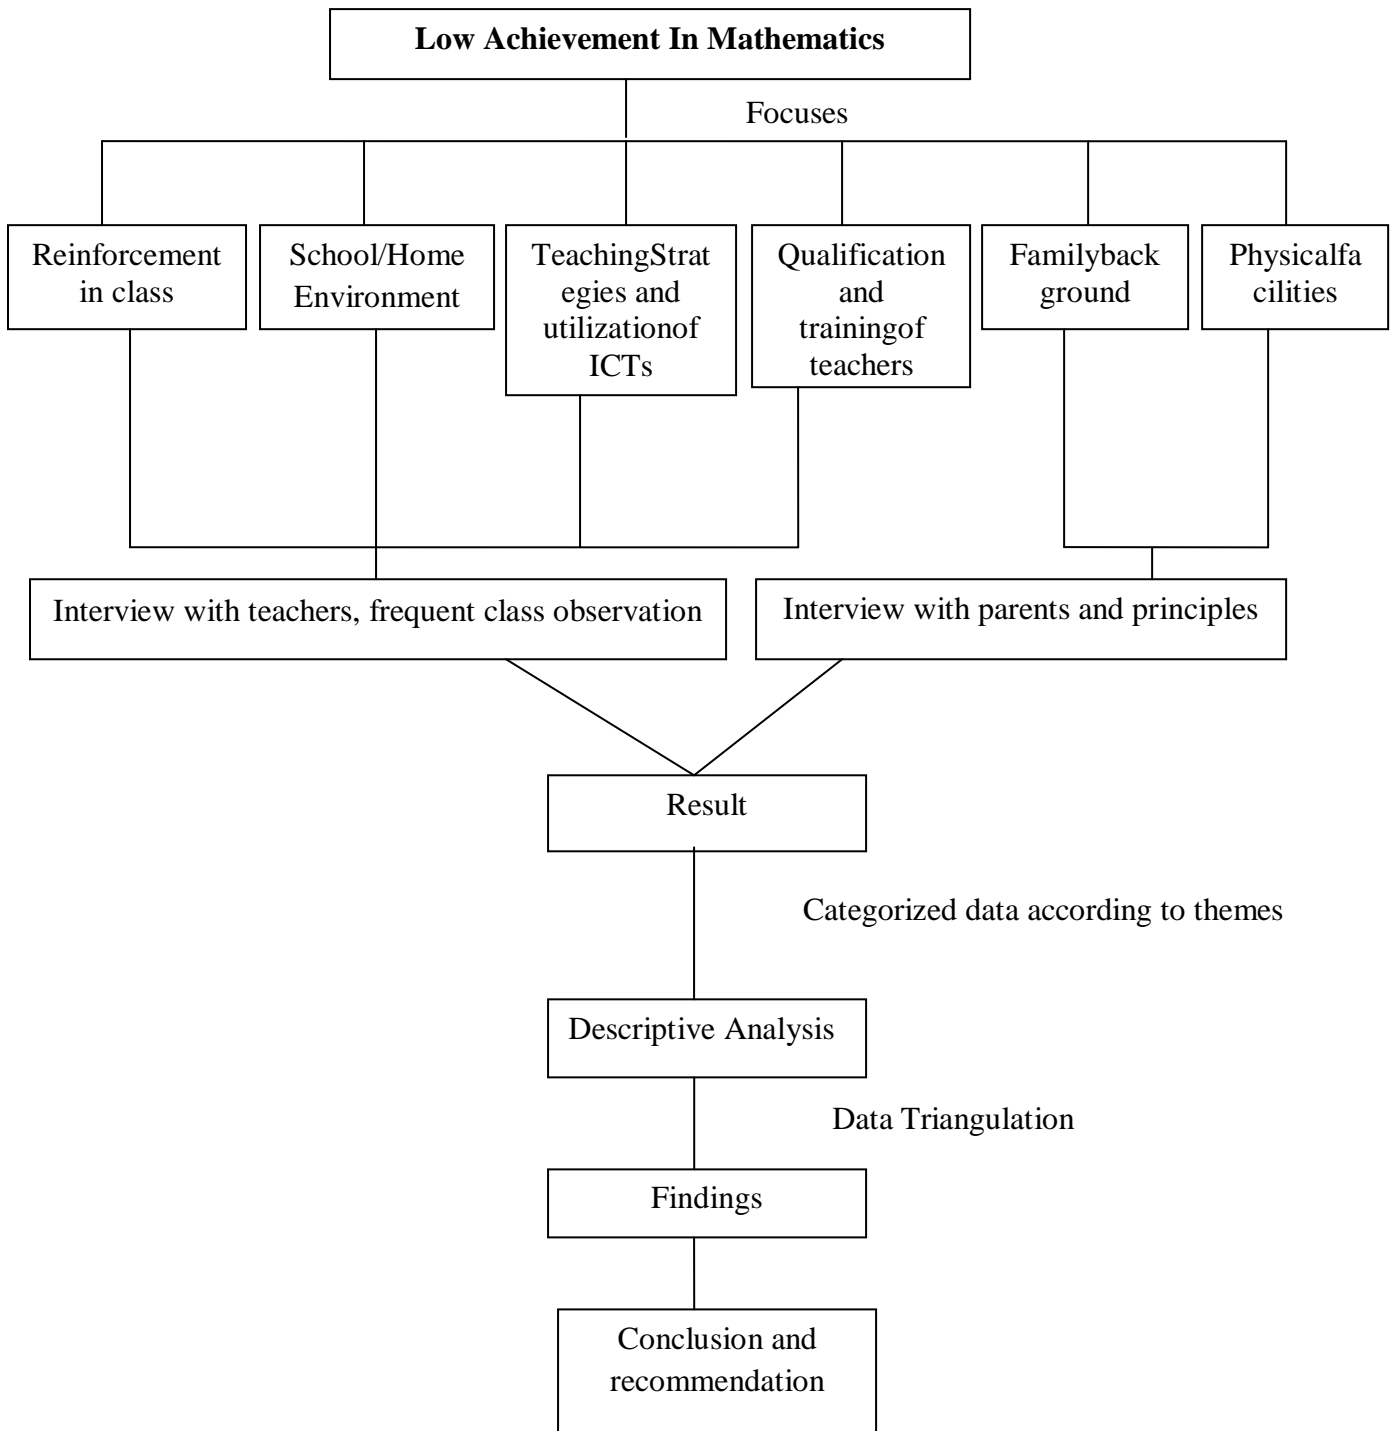 Low Achievement In Mathematics
Focuses
Reinforcement
in class
School/Home
Environment
TeachingStrat
egies and
utilizationof
ICTs
Qualification
and
trainingof
teachers
Familyback
ground
Physicalfa
cilities
Interview with teachers, frequent class observation
Interview with parents and principles
Result
Categorized data according to themes
Descriptive Analysis
Data Triangulation
Findings
Conclusion and
recommendation